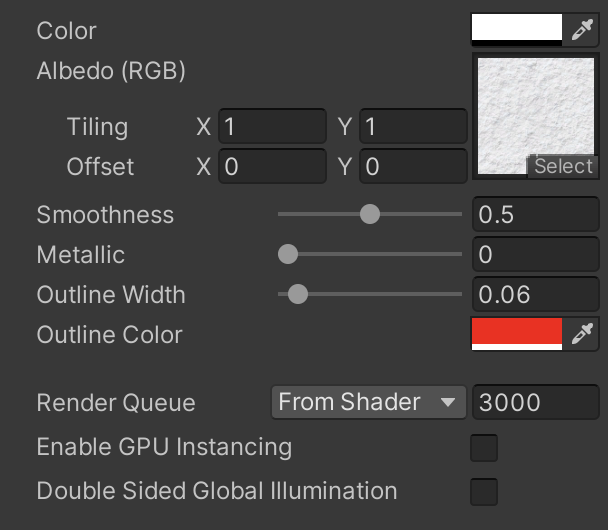 Color
Albedo (RGB)
Tiling X 1 Y 1
Offset X 0 Y 0
Select
Smoothness 0.5
Metallic 0
Outline Width 0.06
Outline Color
Render Queue From Shader 3000
Enable GPU Instancing
Double Sided Global Illumination